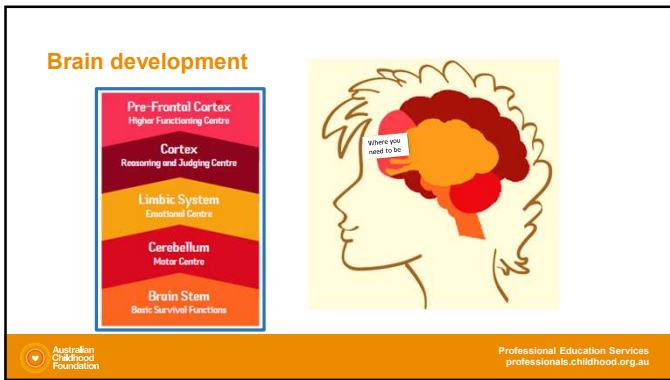 Brain development
Pre-Frontal Cortex
Higher Functioning Centre
Cortex
Reasoning and Judging Centre
Limbic System
Emotional Centre
Cerebellum
Motor Centre
Brain Stem
Basic Survival Functions
Where you
need to be
Australian
Childhood
Foundation
Professional Education Services
professionals.childhood.org.au